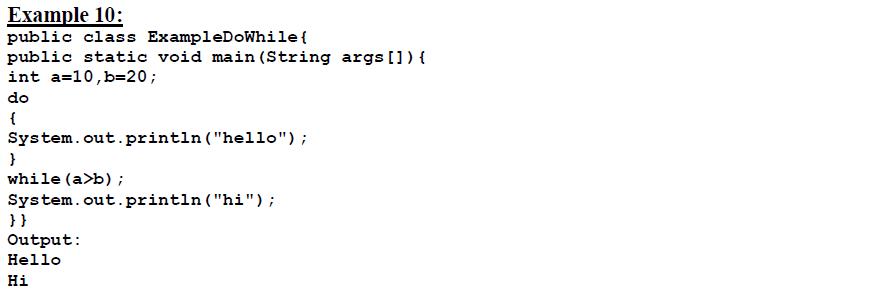 Example 10:
public class ExampleDoWhile{
public static void main(String args[]){
int a=10,b=20;
do
{
System.out.println("hello");
}
while(a>b);
System.out.println("hi");
}}
Output:
Hello
Hi